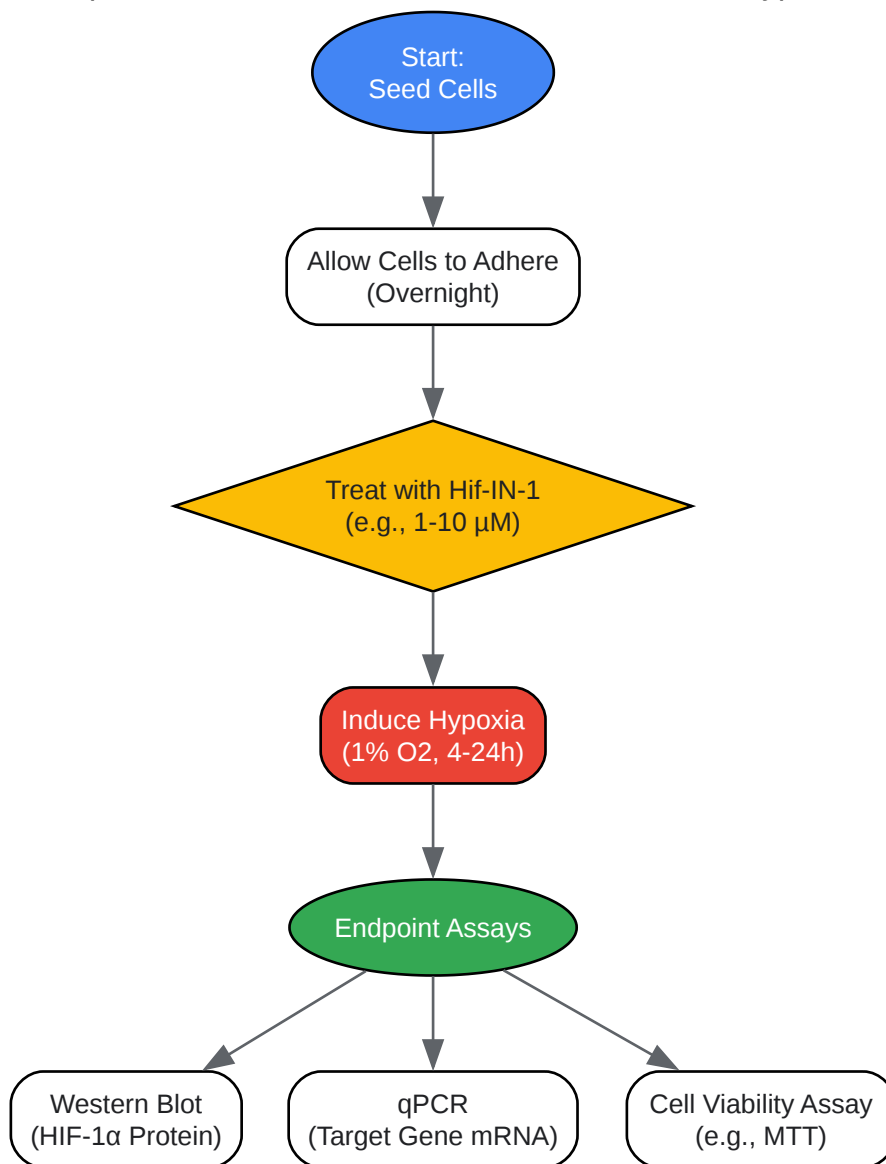 Start:
Seed Cells
Allow Cells to Adhere
(Overnight)
Treat with Hif-IN-1
(e.g., 1-10 µM)
Induce Hypoxia
(1% O2, 4-24h)
Endpoint Assays
Western Blot
(HIF-1α Protein)
qPCR
(Target Gene mRNA)
Cell Viability Assay
(e.g., MTT)